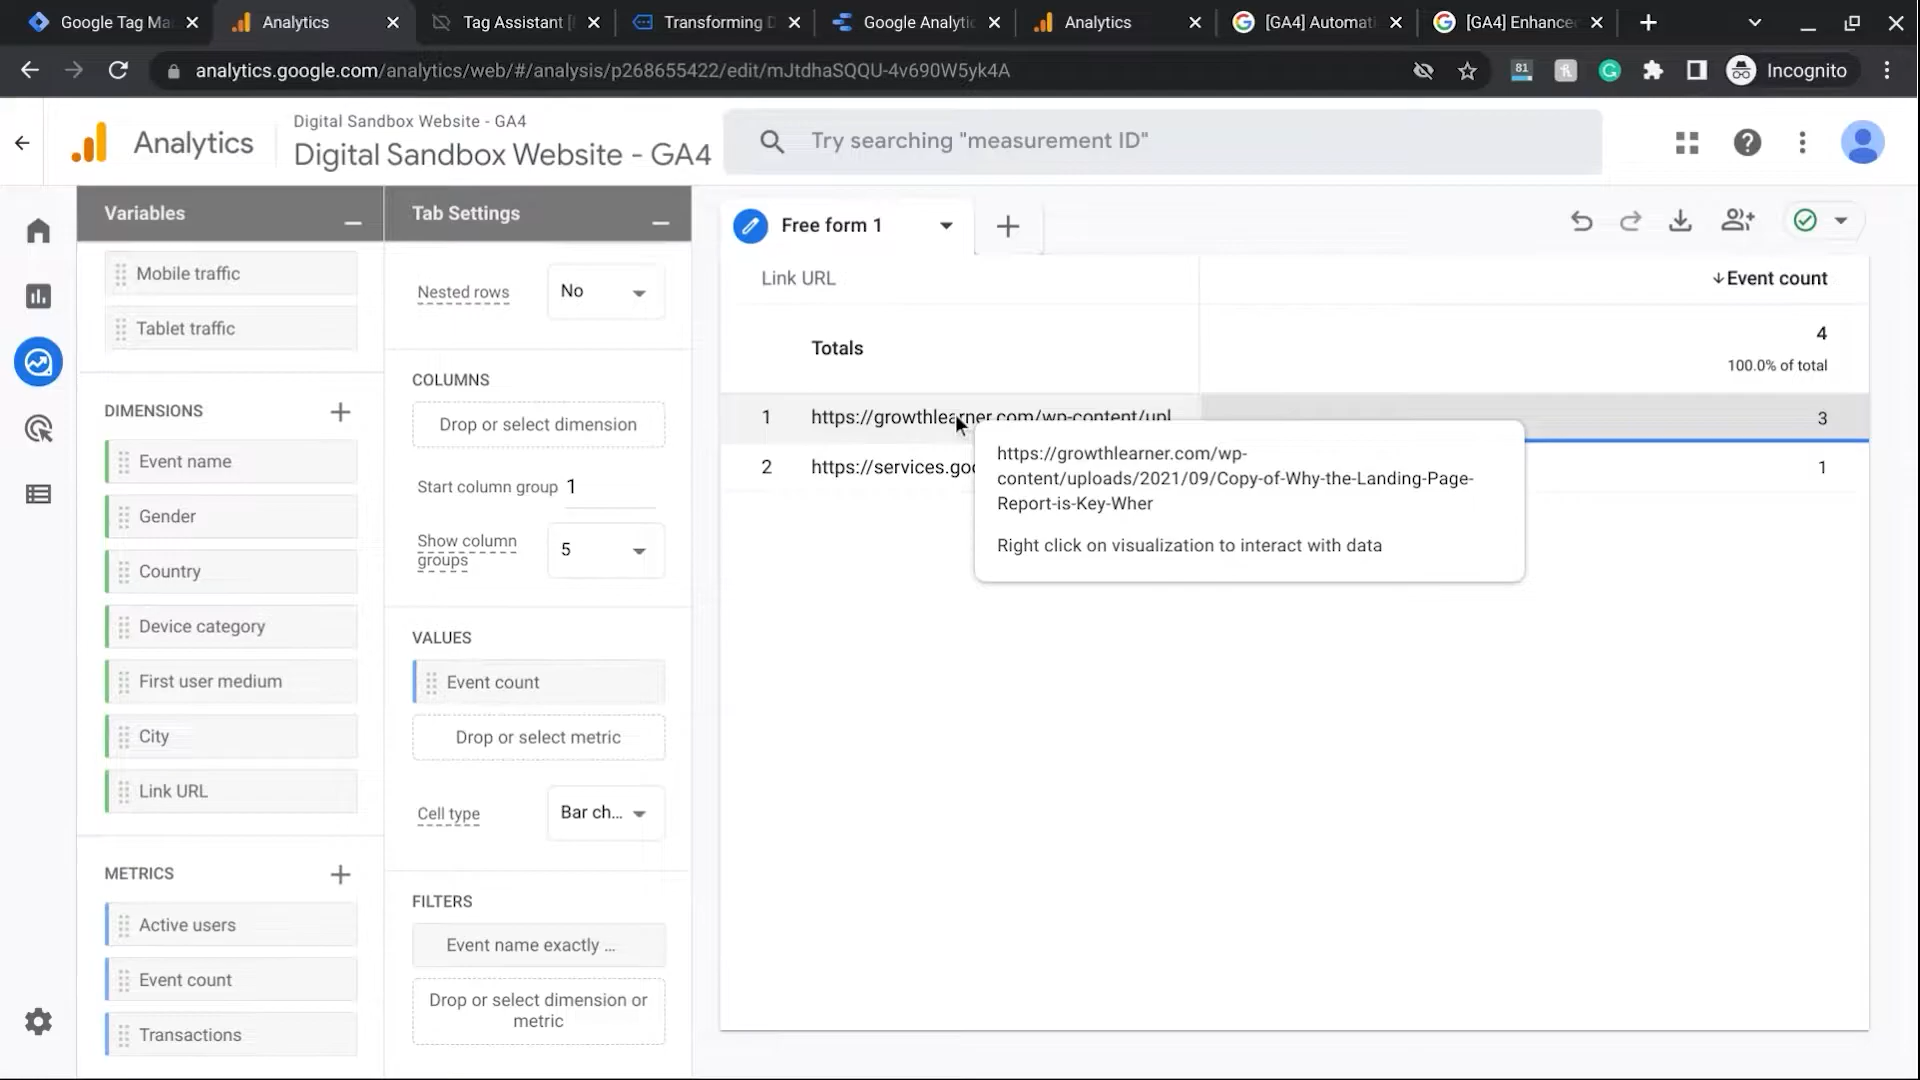 Google Tag Ma
Analytics
Tag Assistant [
Transforming D
Google Analytic
Analytics
[GA4] Automati
[GA4] Enhanced
analytics.google.com/analytics/web/#/analysis/p268655422/edit/mJtdhaSQQU-4v690W5yk4A
81
Incognito
Analytics
Digital Sandbox Website - GA4
Digital Sandbox Website - GA4
Try searching "measurement ID"
Variables
Mobile traffic
Tablet traffic
DIMENSIONS
Event name
Gender
Country
Device category
First user medium
City
Link URL
METRICS
Active users
Event count
Transactions
Tab Settings
Nested rows
No
COLUMNS
Drop or select dimension
Start column group 1
Show column
groups
5
VALUES
Event count
Drop or select metric
Cell type
Bar ch...
FILTERS
Event name exactly ...
Drop or select dimension or
metric
Free form 1
Link URL
Event count
Totals
4
100.0% of total
1 https://growthlearner.com/wp-content/upl 3
2 https://services.goo 1
https://growthlearner.com/wp-
content/uploads/2021/09/Copy-of-Why-the-Landing-Page-
Report-is-Key-Wher
Right click on visualization to interact with data